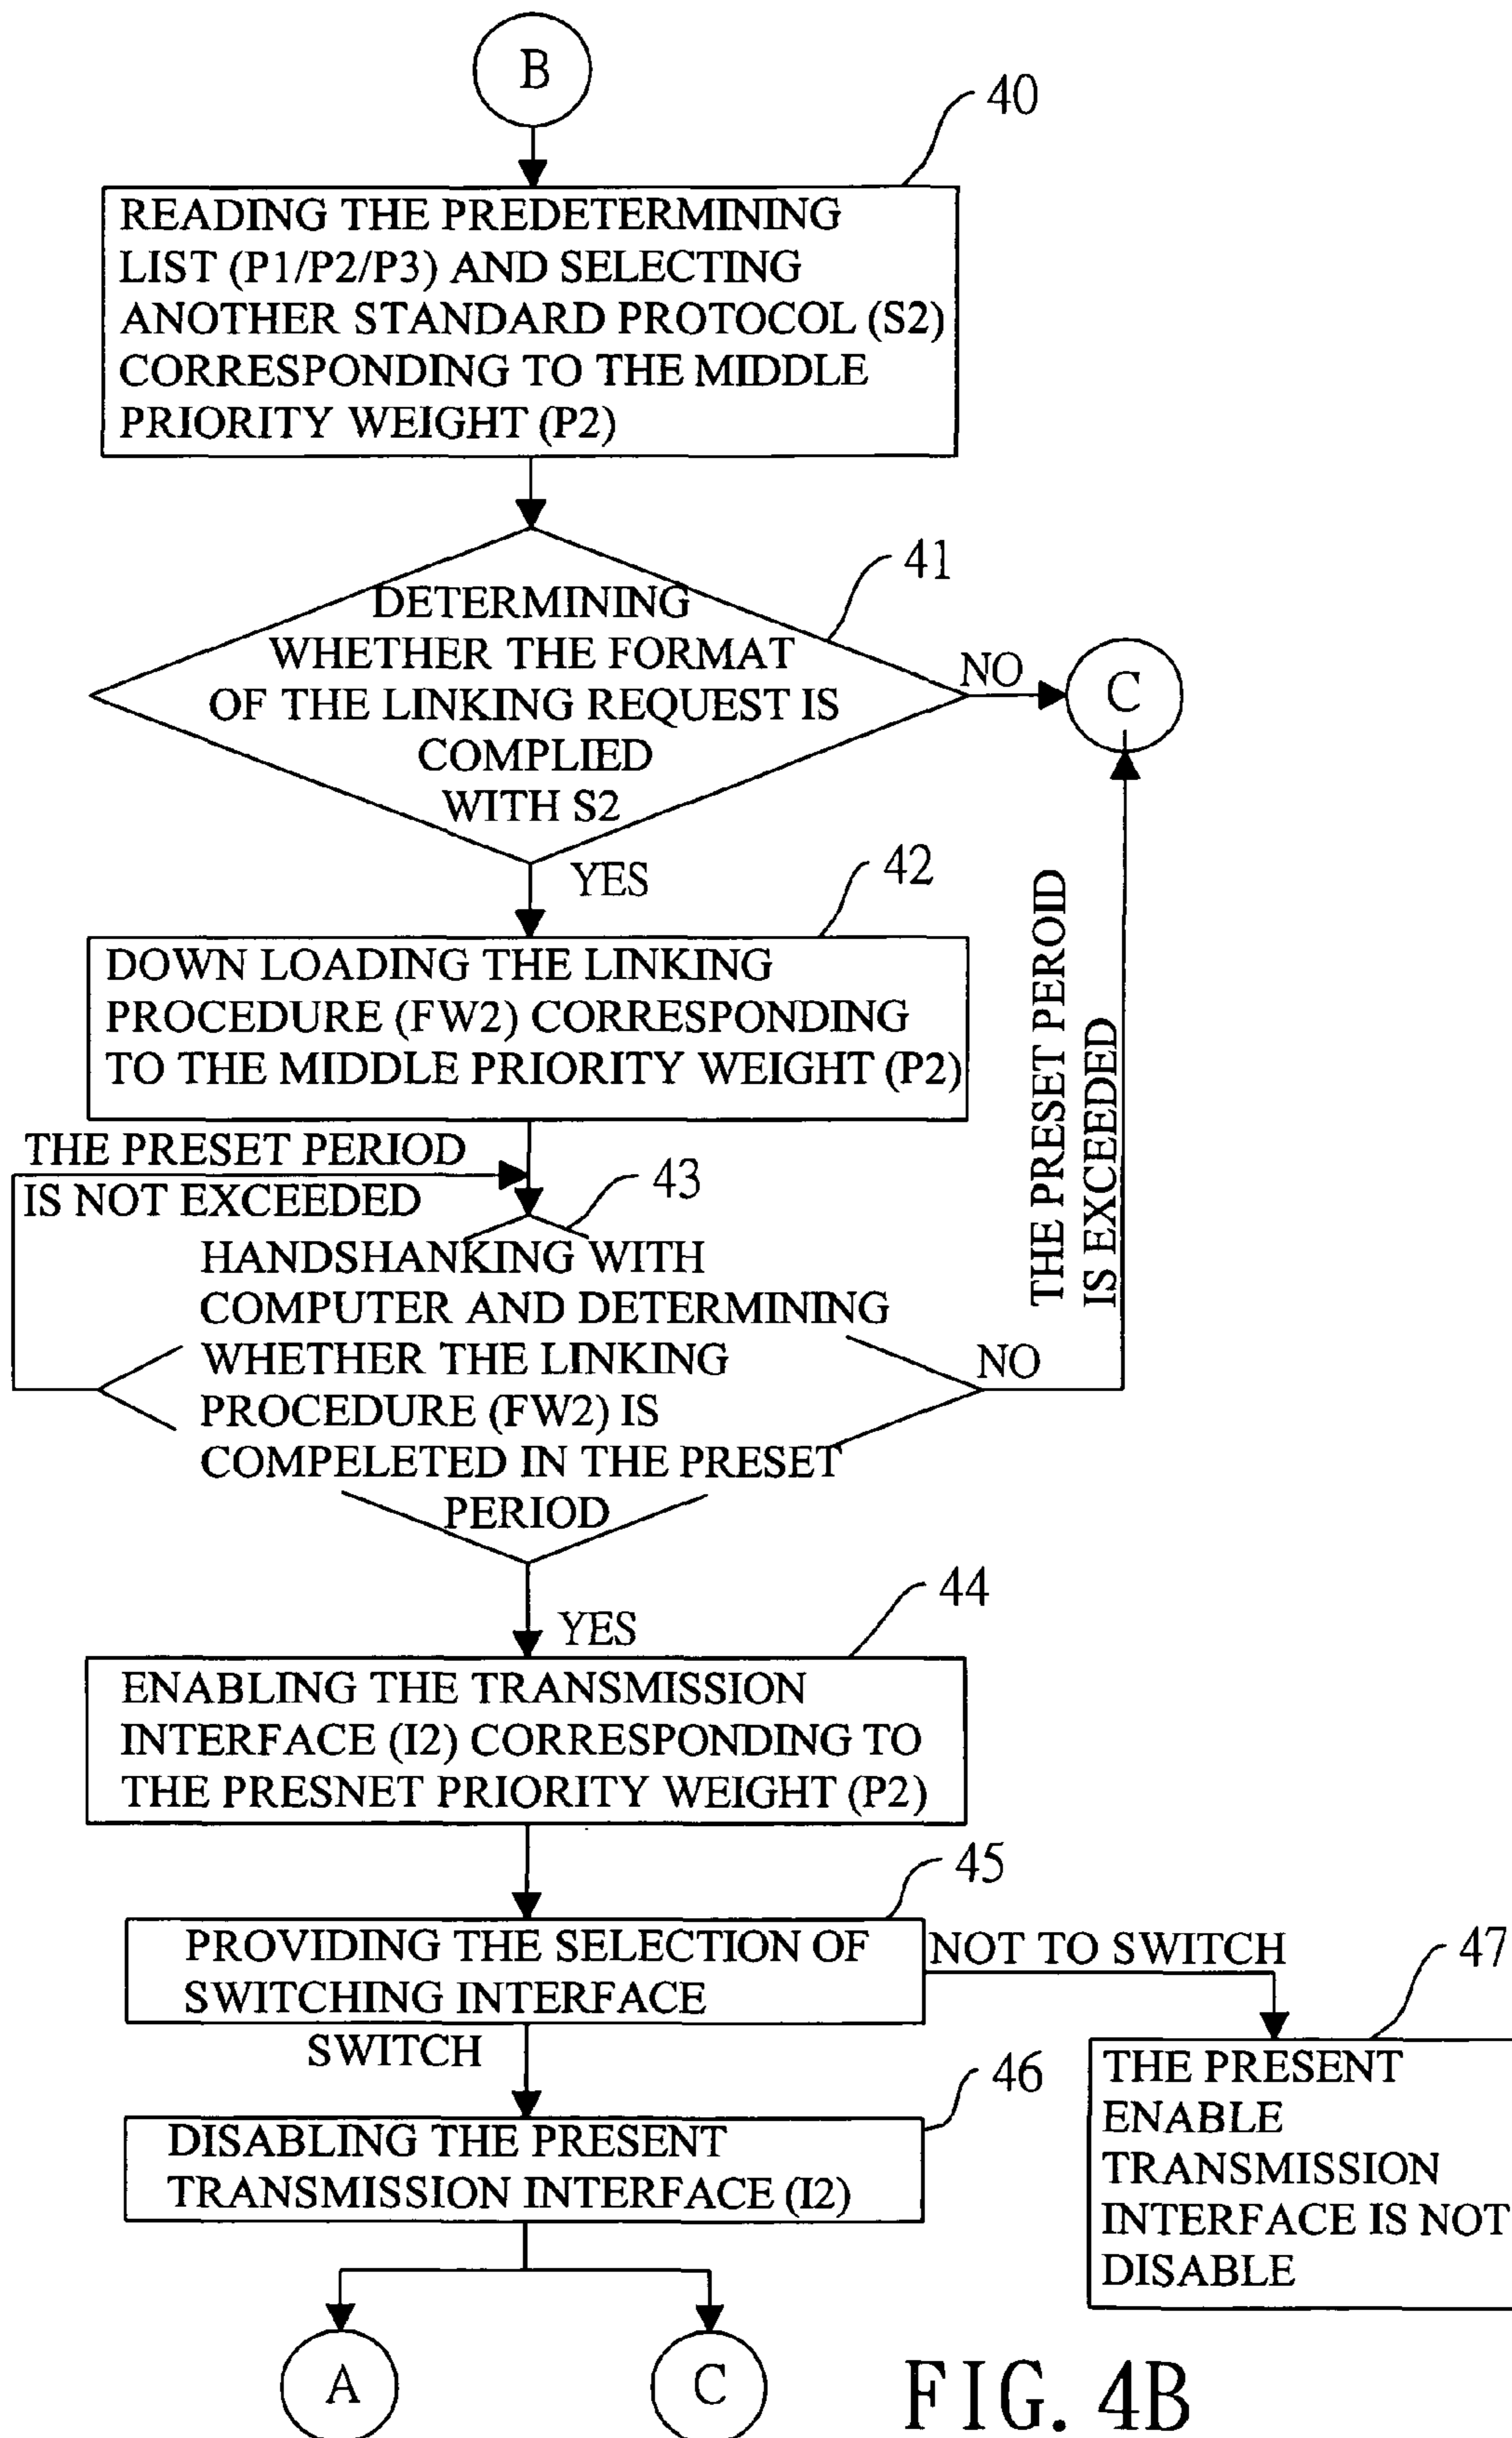 B
40
READING THE PREDETERMINING
LIST (P1/P2/P3) AND SELECTING
ANOTHER STANDARD PROTOCOL (S2)
CORRESPONDING TO THE MIDDLE
PRIORITY WEIGHT (P2)
41
DETERMINING
WHETHER THE FORMAT
OF THE LINKING REQUEST IS
COMPLIED
WITH S2
NO
C
YES
42
DOWN LOADING THE LINKING
PROCEDURE (FW2) CORRESPONDING
TO THE MIDDLE PRIORITY WEIGHT (P2)
THE PRESET PEROID
IS EXCEEDED
THE PRESET PERIOD
IS NOT EXCEEDED
43
HANDSHANKING WITH
COMPUTER AND DETERMINING
WHETHER THE LINKING
PROCEDURE (FW2) IS
COMPELETED IN THE PRESET
PERIOD
NO
YES
44
ENABLING THE TRANSMISSION
INTERFACE (I2) CORRESPONDING TO
THE PRESNET PRIORITY WEIGHT (P2)
45
PROVIDING THE SELECTION OF
SWITCHING INTERFACE
NOT TO SWITCH
47
SWITCH
46
DISABLING THE PRESENT
TRANSMISSION INTERFACE (I2)
THE PRESENT
ENABLE
TRANSMISSION
INTERFACE IS NOT
DISABLE
A
C
FIG. 4B